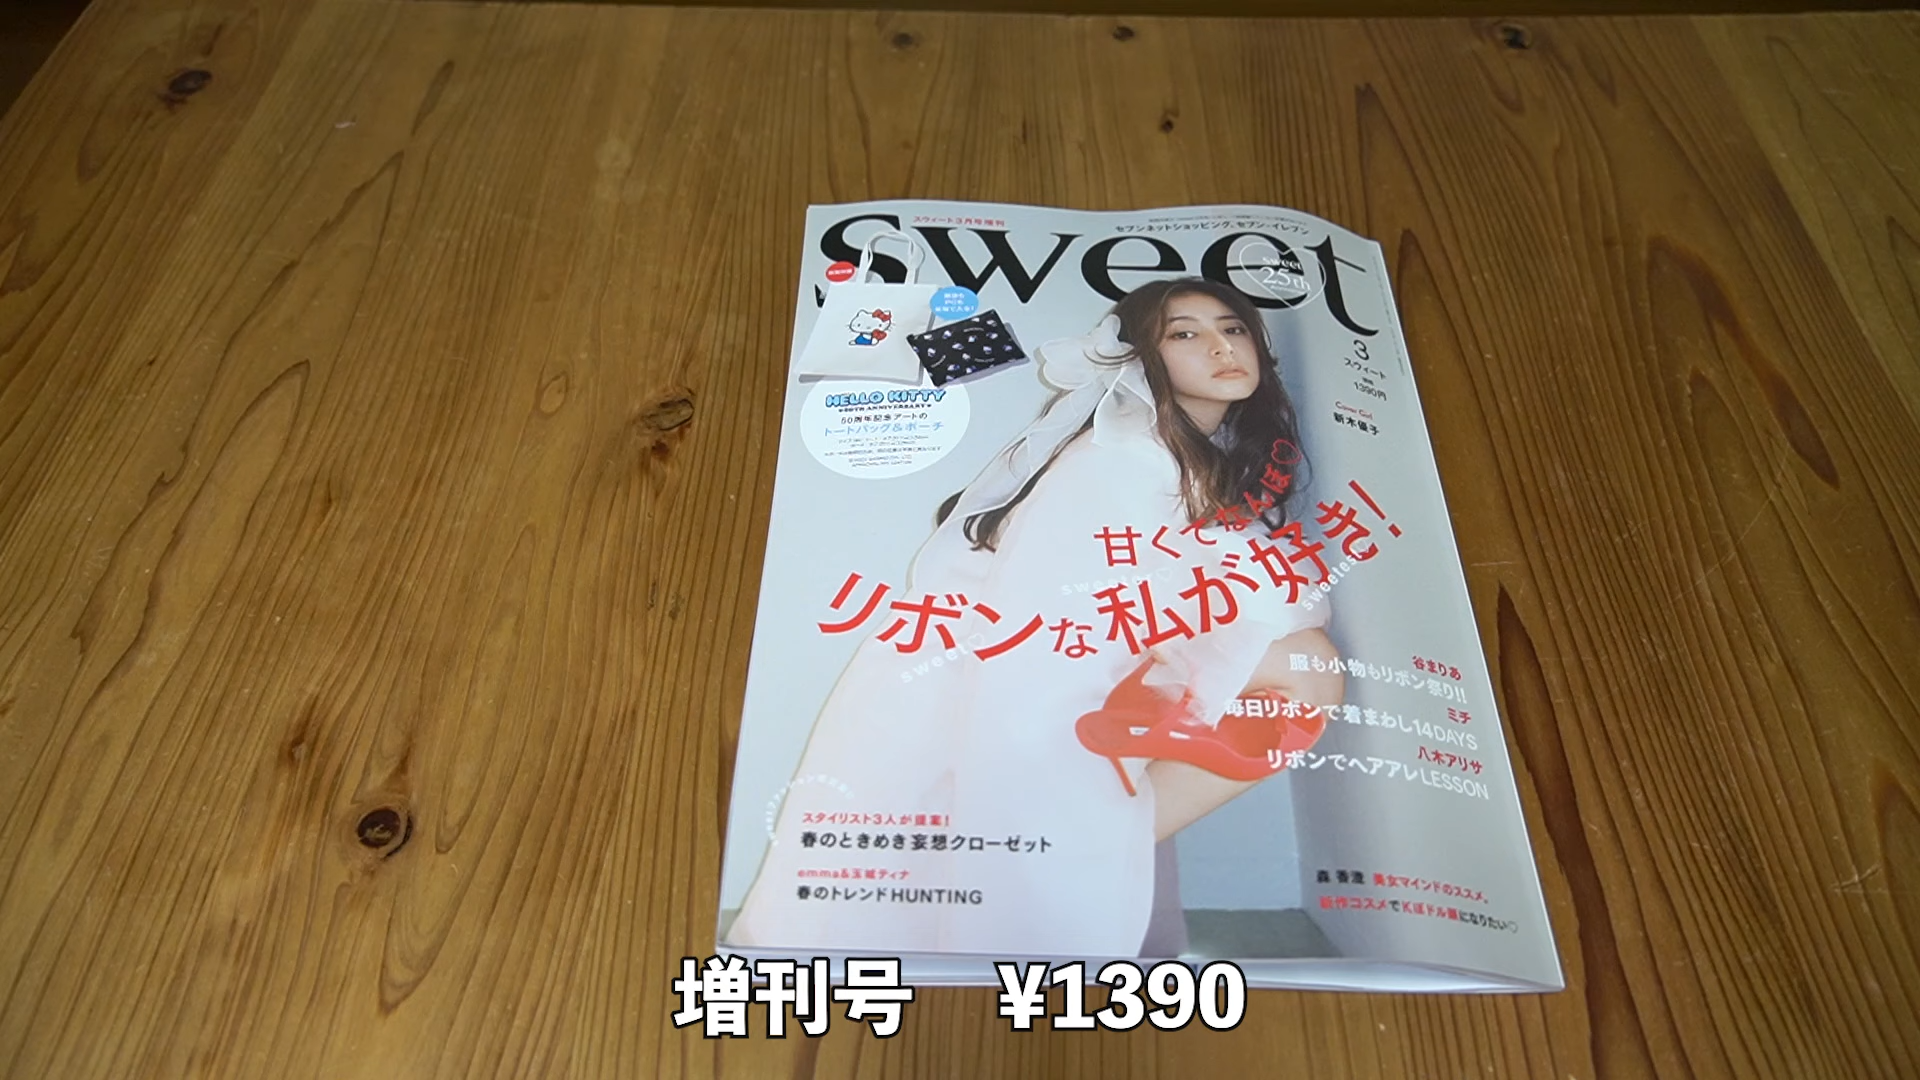 スウィート3月号増刊
セブンネットショッピング、セブン-イレブン
sweet
sweet
25th
3
スウィート
1390円
Cover Girl
新木優子
HELLO KITTY
50TH ANNIVERSARY
50周年記念アートの
トートバッグ&ポーチ
甘くてなんぼ♡
リボンな私が好き!
sweet♡
sweeter♡
sweetest
谷まりあ
服も小物もリボン祭り!!
ミチ
毎日リボンで着まわし14DAYS
八木アリサ
リボンでヘアアレLESSON
スタイリスト3人が提案!
春のときめき妄想クローゼット
emma&玉城ティナ
春のトレンドHUNTING
森 香澄 美女マインドのススメ。
新作コスメでKぽドル顔になりたい♡
増刊号 ¥1390